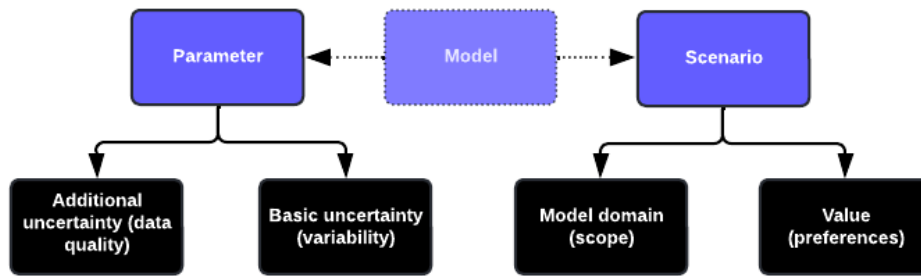 Parameter
Model
Scenario
Additional
uncertainty (data
quality)
Basic uncertainty
(variability)
Model domain
(scope)
Value
(preferences)